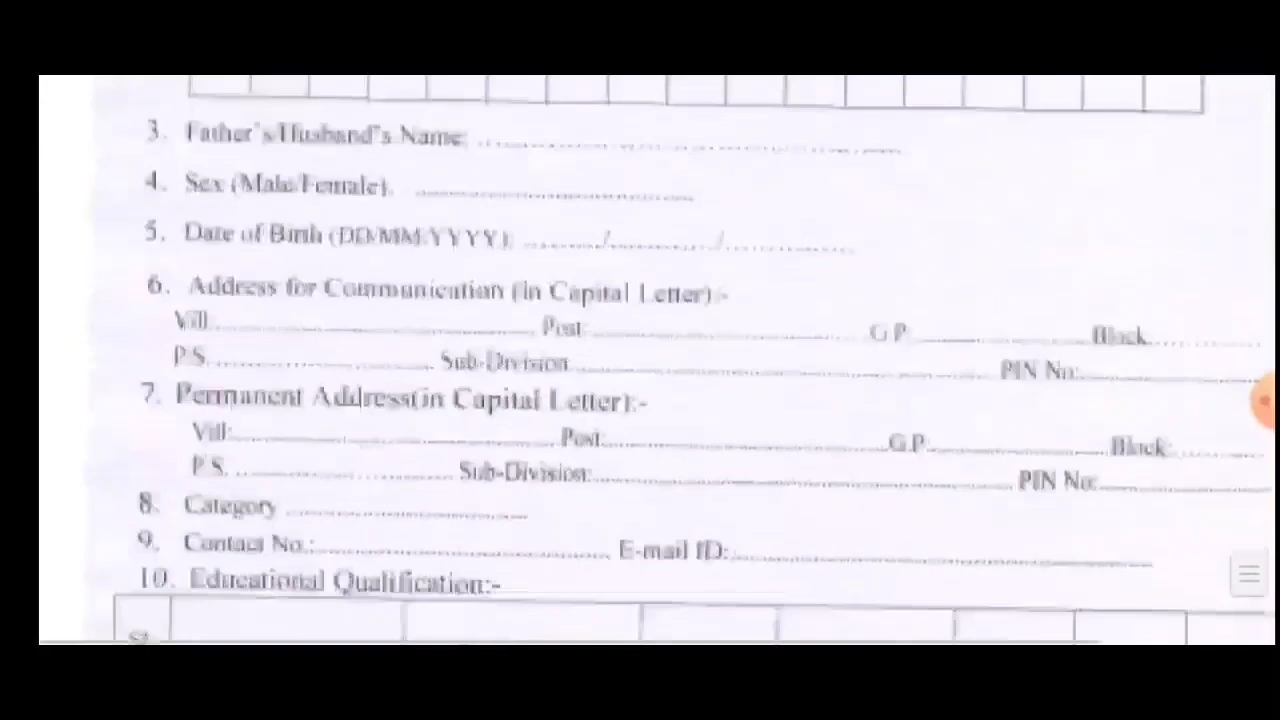 3. Father's/Husband's Name: ........................................
4. Sex (Male/Female). ........................................
5. Date of Birth (DD/MM/YYYY): ............/............/................
6. Address for Communication (in Capital Letter):-
Vill:........................................Post:........................................G.P:........................Block................
P.S.............................Sub-Division........................................PIN No:........................
7. Permanent Address(in Capital Letter):-
Vill:........................................Post:........................................G.P:........................Block:............
P.S.............................Sub-Division:........................................PIN No:........................
8. Category ........................................
9. Contact No.:........................................ E-mail ID:........................................
10. Educational Qualification:-